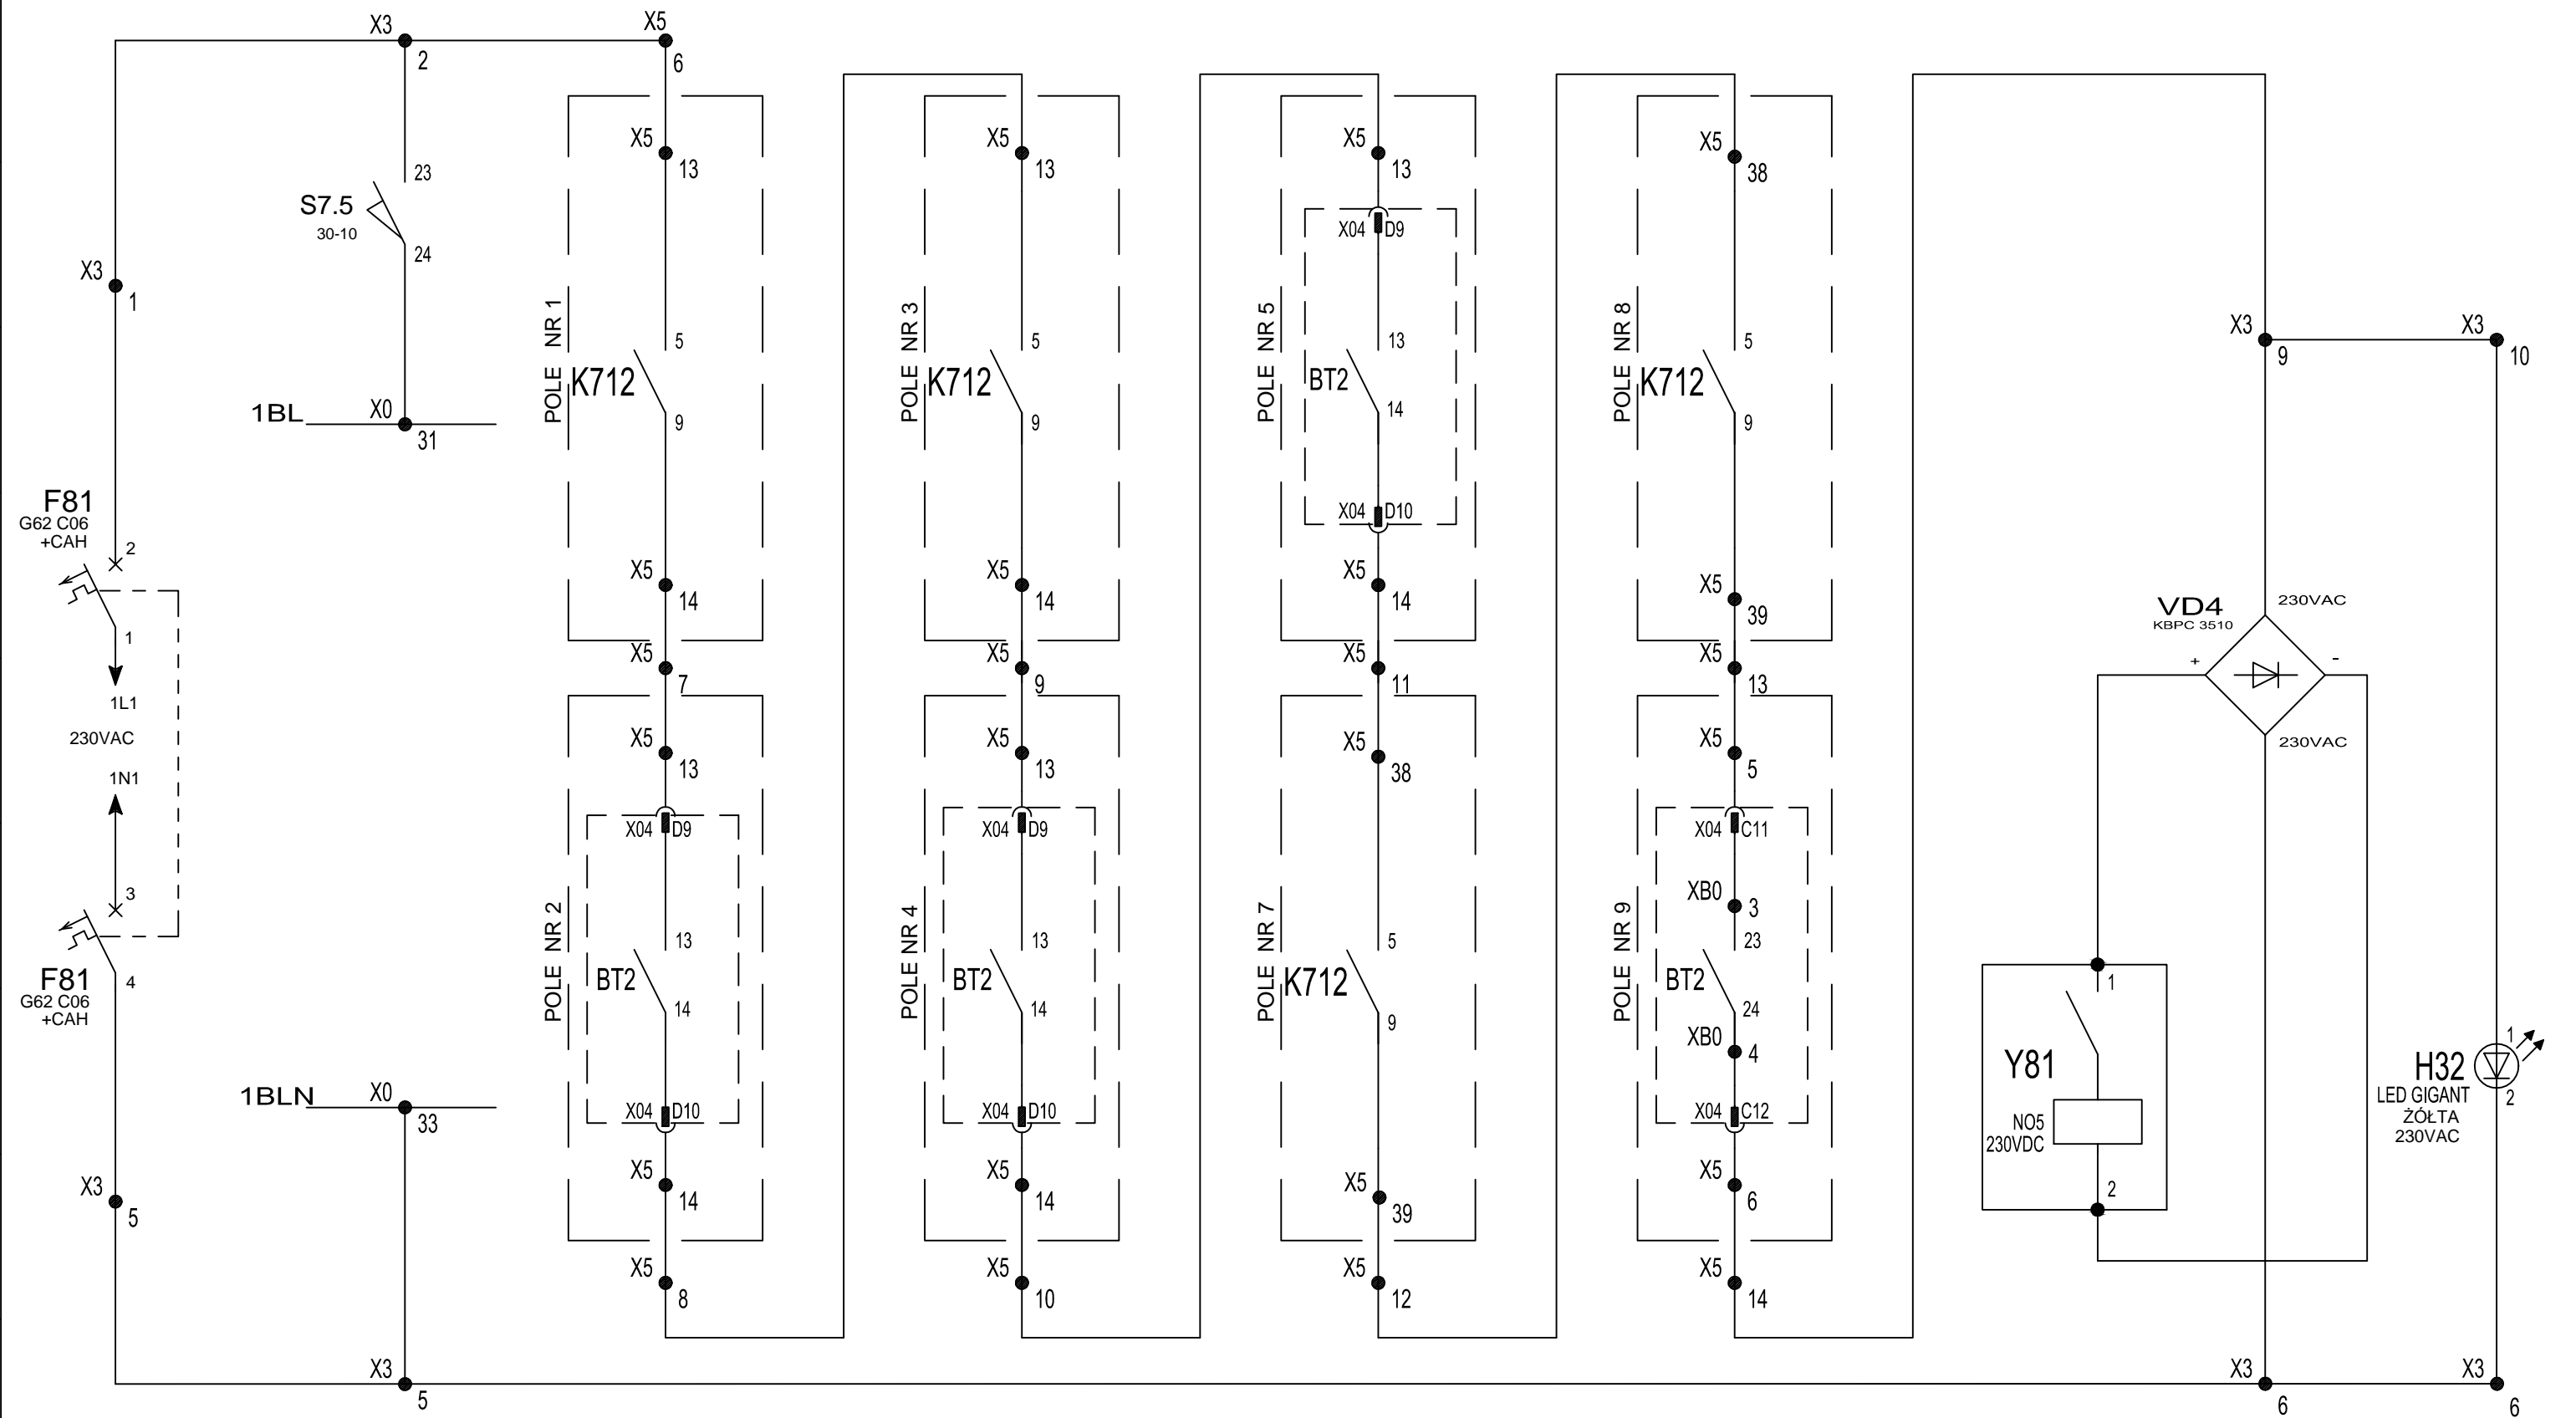 X3
2
X5
6
X3
1
23
S7.5
30-10
24
1BL
X0
31
F81
G62 C06
+CAH
2
1
1L1
230VAC
1N1
3
F81
G62 C06
+CAH
4
X3
5
1BLN
X0
33
X3
5
POLE NR 1
X5
13
5
K712
9
X5
14
X5
7
POLE NR 2
X5
13
X04 D9
13
BT2
14
X04 D10
X5
14
X5
8
POLE NR 3
X5
13
5
K712
9
X5
14
X5
9
POLE NR 4
X5
13
X04 D9
13
BT2
14
X04 D10
X5
14
X5
10
POLE NR 5
X5
13
X04 D9
13
BT2
14
X04 D10
X5
14
X5
11
POLE NR 7
X5
38
5
K712
9
X5
39
X5
12
POLE NR 8
X5
38
5
K712
9
X5
39
X5
13
POLE NR 9
X5
5
X04 C11
XB0
3
23
BT2
24
XB0
4
X04 C12
X5
6
X5
14
X3
9
X3
10
230VAC
VD4
KBPC 3510
+
-
230VAC
1
Y81
NO5
230VDC
2
1
H32
LED GIGANT
ŻÓŁTA
230VAC
2
X3
6
X3
6